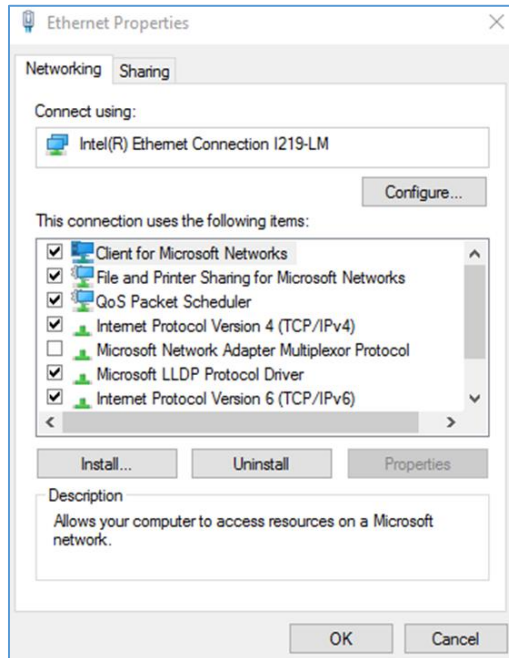 Ethernet Properties
Networking
Sharing
Connect using:
Intel(R) Ethernet Connection I219-LM
Configure...
This connection uses the following items:
Client for Microsoft Networks
File and Printer Sharing for Microsoft Networks
QoS Packet Scheduler
Internet Protocol Version 4 (TCP/IPv4)
Microsoft Network Adapter Multiplexor Protocol
Microsoft LLDP Protocol Driver
Internet Protocol Version 6 (TCP/IPv6)
Install...
Uninstall
Properties
Description
Allows your computer to access resources on a Microsoft
network.
OK
Cancel